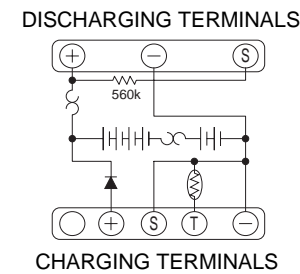 DISCHARGING TERMINALS
+ − S
560k
+ S T −
CHARGING TERMINALS